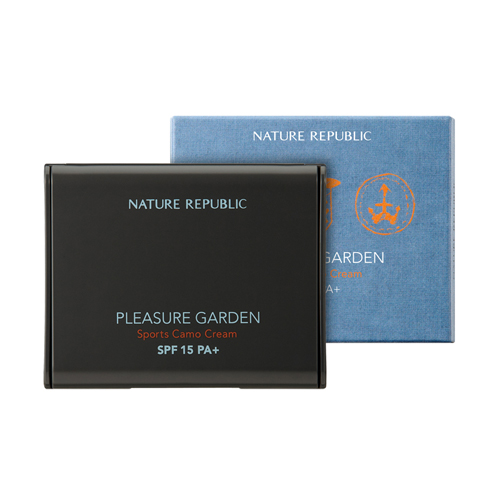 NATURE REPUBLIC
PLEASURE GARDEN
Sports Camo Cream
SPF 15 PA+
NATURE REPUBLIC
GARDEN
Cream
PA+